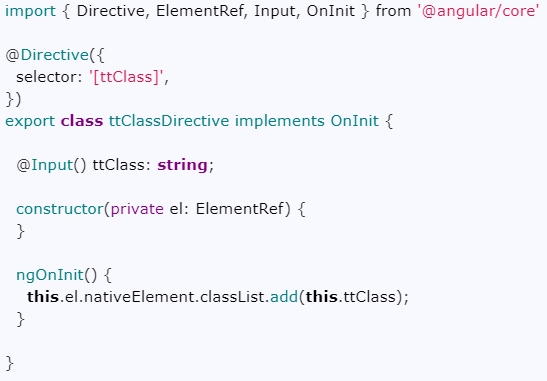 import { Directive, ElementRef, Input, OnInit } from '@angular/core'
@Directive({
selector: '[ttClass]',
})
export class ttClassDirective implements OnInit {
@Input() ttClass: string;
constructor(private el: ElementRef) {
}
ngOnInit() {
this.el.nativeElement.classList.add(this.ttClass);
}
}